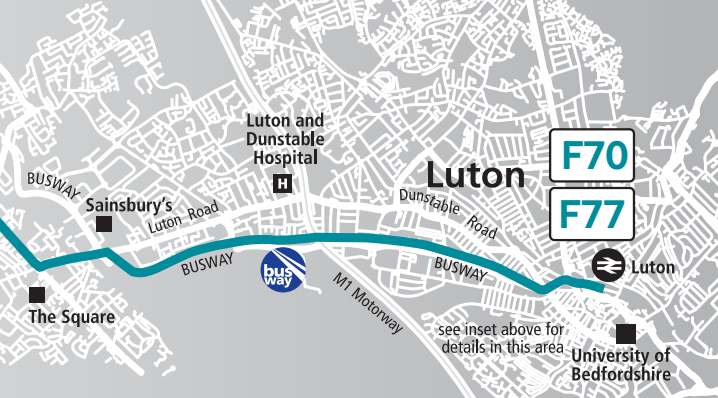 Luton and
Dunstable
Hospital
H
Luton
F70
F77
BUSWAY
Sainsbury's
Luton Road
Dunstable Road
BUSWAY
bus
way
BUSWAY
Luton
The Square
M1 Motorway
see inset above for
details in this area
University of
Bedfordshire